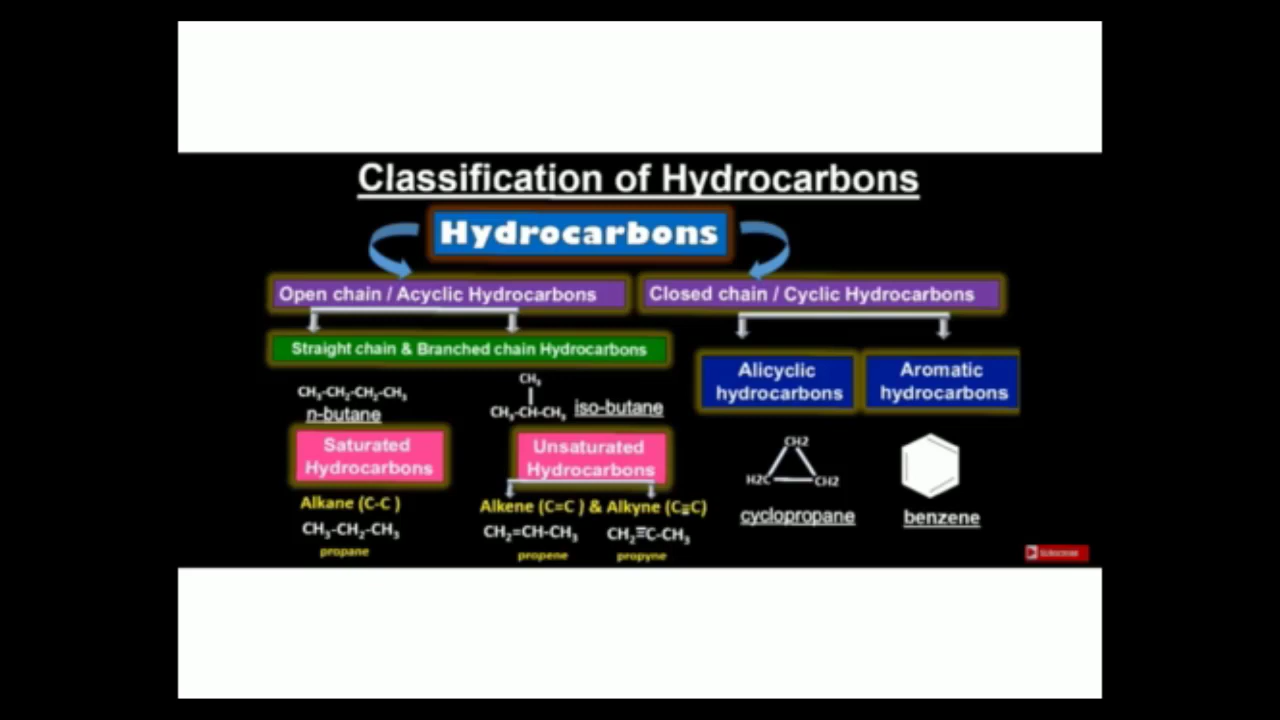 Classification of Hydrocarbons
Hydrocarbons
Open chain / Acyclic Hydrocarbons
Closed chain / Cyclic Hydrocarbons
Straight chain & Branched chain Hydrocarbons
Alicyclic
hydrocarbons
Aromatic
hydrocarbons
CH₃-CH₂-CH₂-CH₃
n-butane
CH₃
CH₃-CH-CH₃
iso-butane
Saturated
Hydrocarbons
Unsaturated
Hydrocarbons
CH2
H2C
CH2
cyclopropane
benzene
Alkane (C-C )
CH₃-CH₂-CH₃
propane
Alkene (C=C ) & Alkyne (C≡C)
CH₂=CH-CH₃
propene
CH₂≡C-CH₃
propyne
SUBSCRIBE